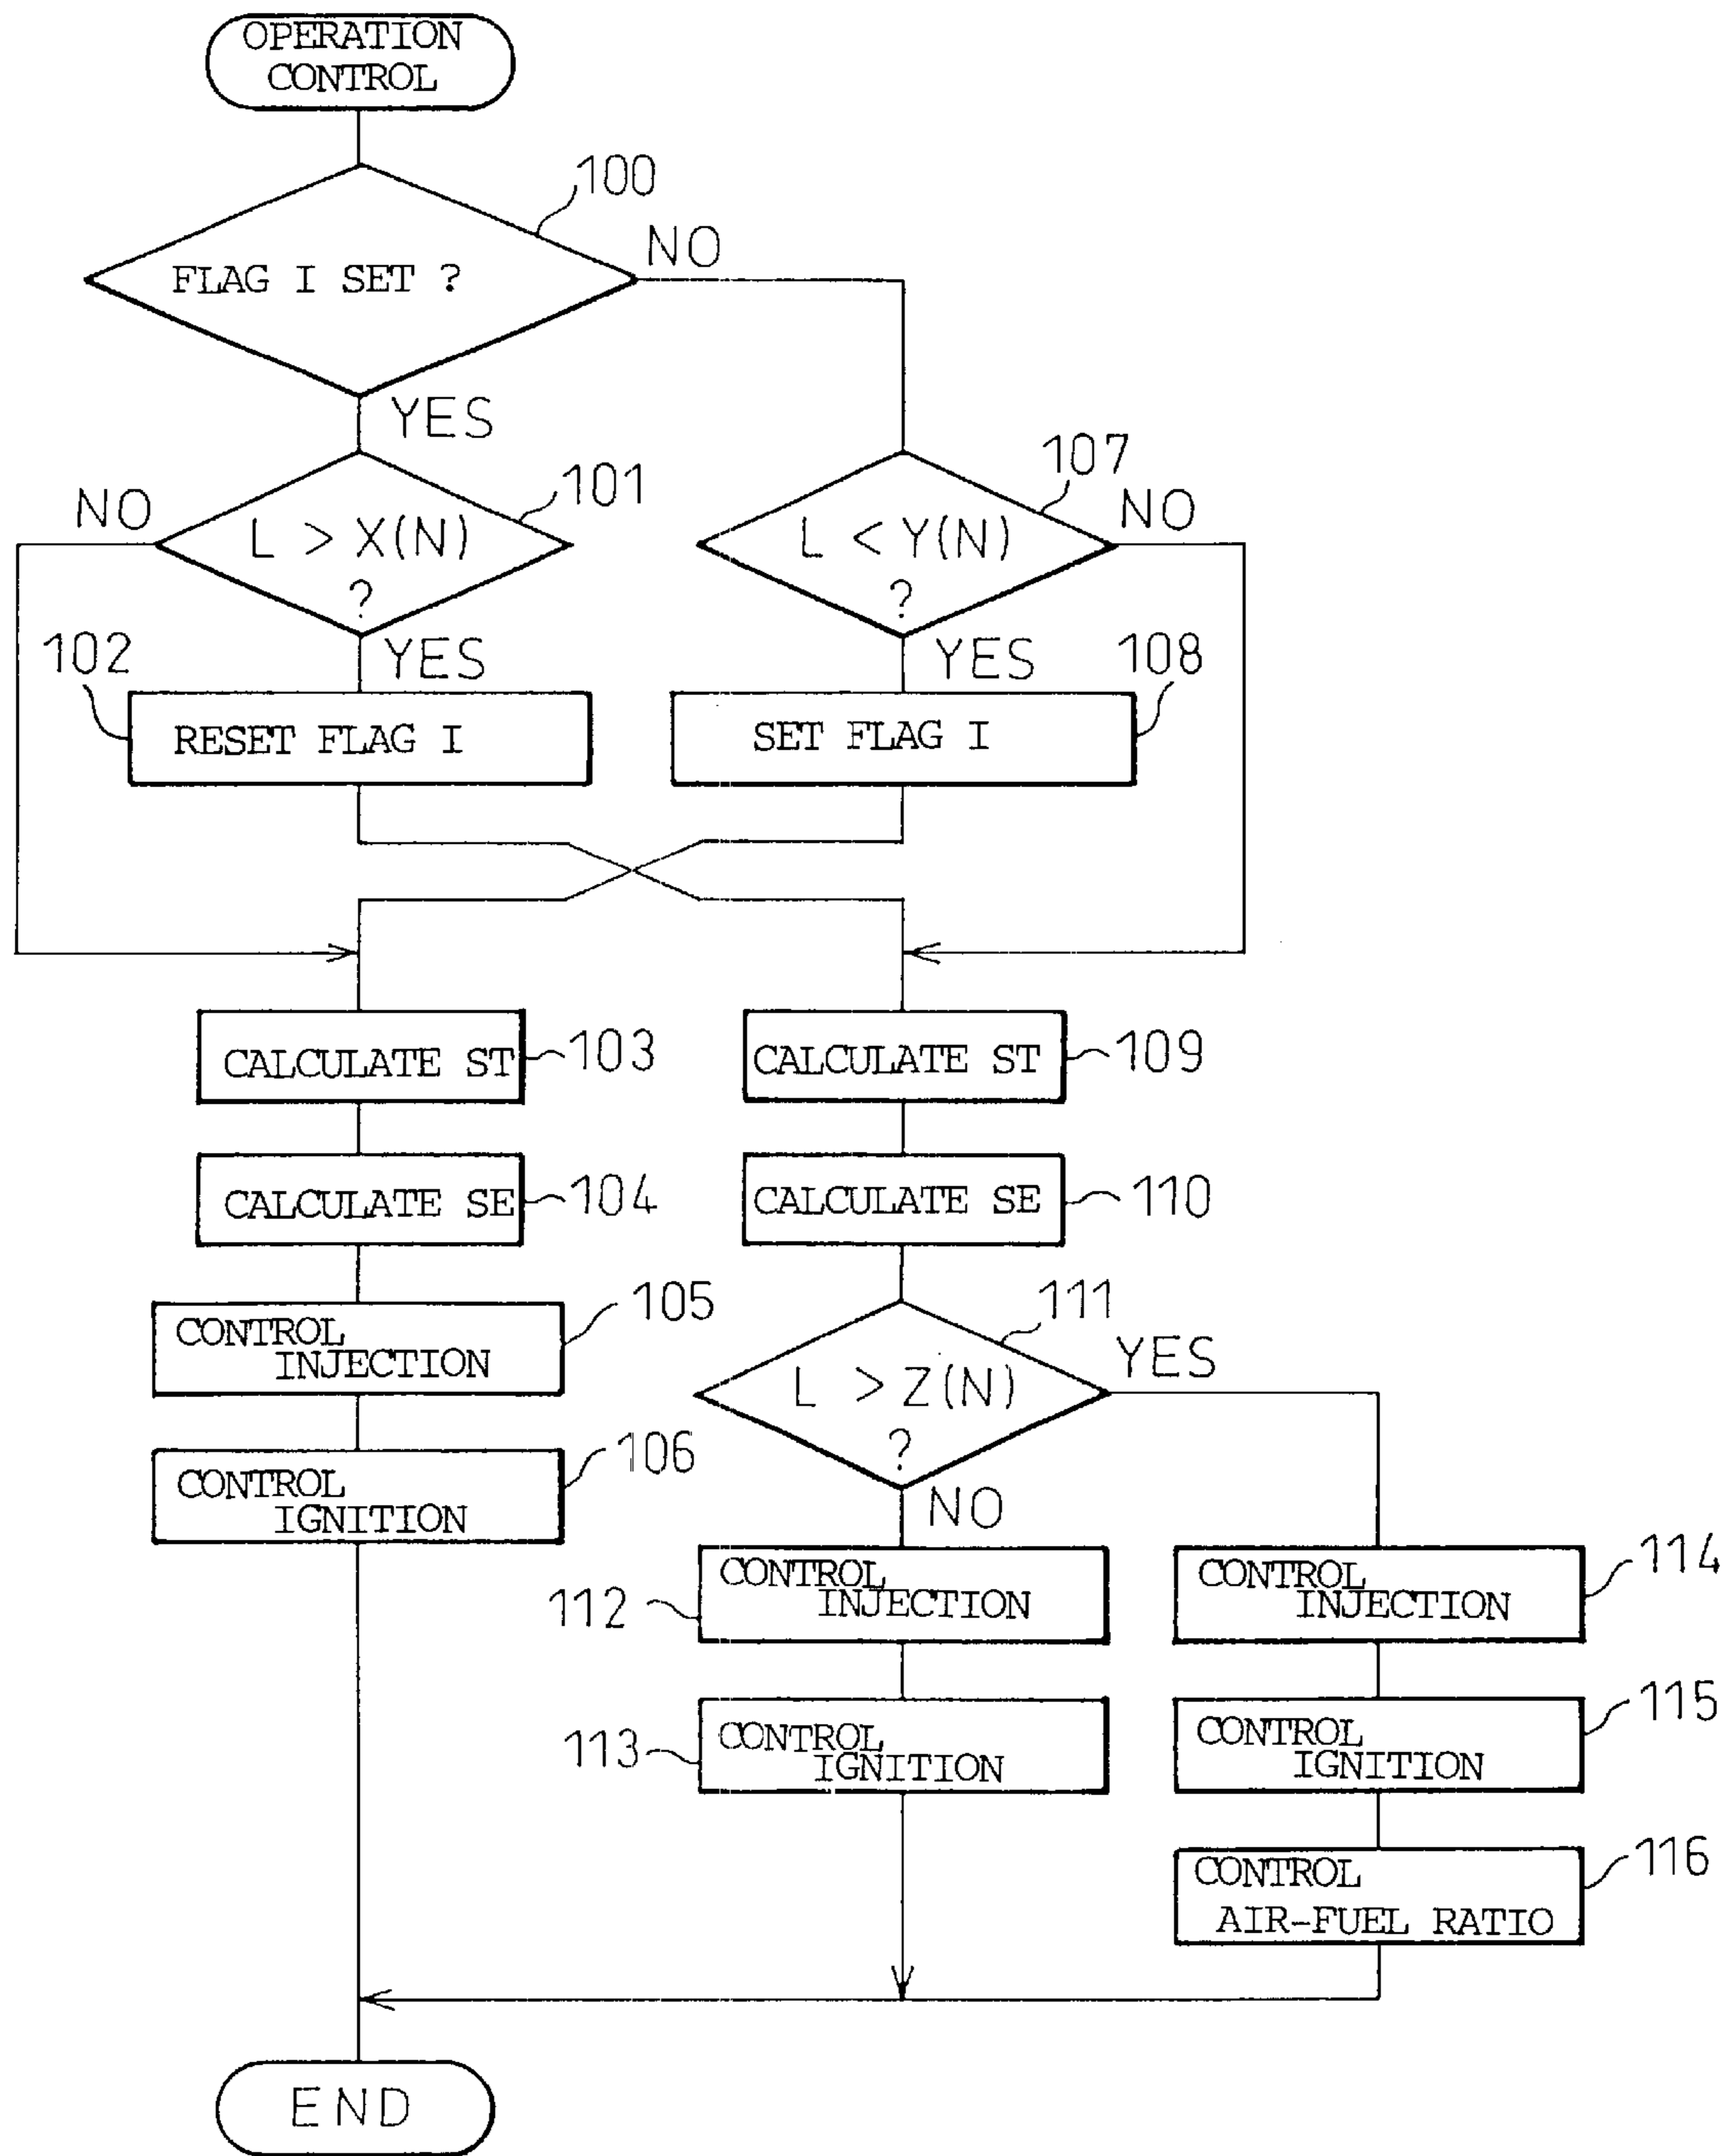 OPERATION
CONTROL
100
FLAG I SET ?
NO
YES
101
NO
L > X(N)
?
YES
107
L < Y(N)
?
NO
YES
102
RESET FLAG I
108
SET FLAG I
CALCULATE ST
103
CALCULATE ST
109
CALCULATE SE
104
CALCULATE SE
110
CONTROL
INJECTION
105
111
L > Z(N)
?
YES
NO
CONTROL
IGNITION
106
112
CONTROL
INJECTION
CONTROL
INJECTION
114
113
CONTROL
IGNITION
CONTROL
IGNITION
115
CONTROL
AIR-FUEL RATIO
116
END